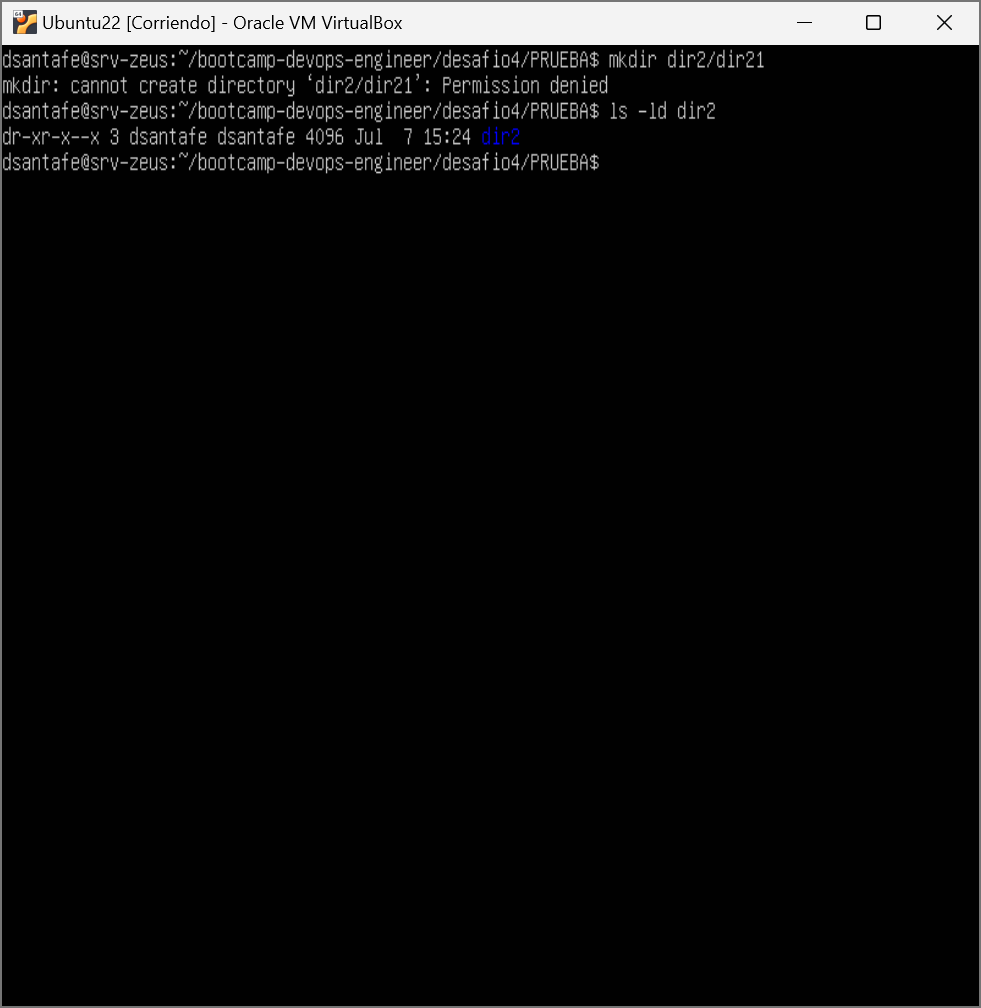 Ubuntu22 [Corriendo] - Oracle VM VirtualBox
dsantafe@srv-zeus:~/bootcamp-devops-engineer/desafio4/PRUEBA$ mkdir dir2/dir21
mkdir: cannot create directory ‘dir2/dir21’: Permission denied
dsantafe@srv-zeus:~/bootcamp-devops-engineer/desafio4/PRUEBA$ ls -ld dir2
dr-xr-x--x 3 dsantafe dsantafe 4096 Jul  7 15:24 dir2
dsantafe@srv-zeus:~/bootcamp-devops-engineer/desafio4/PRUEBA$